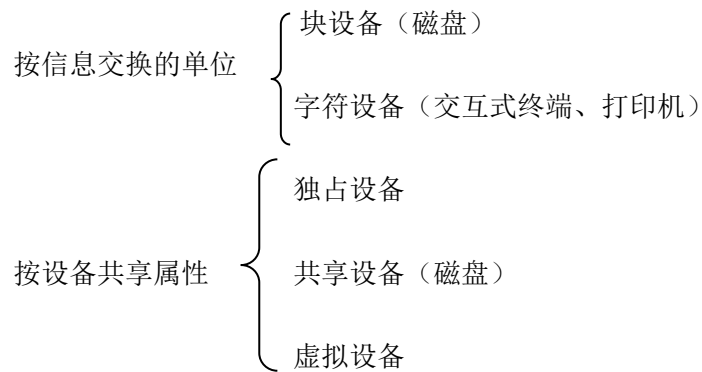 块设备（磁盘）
按信息交换的单位
字符设备（交互式终端、打印机）
独占设备
按设备共享属性
共享设备（磁盘）
虚拟设备